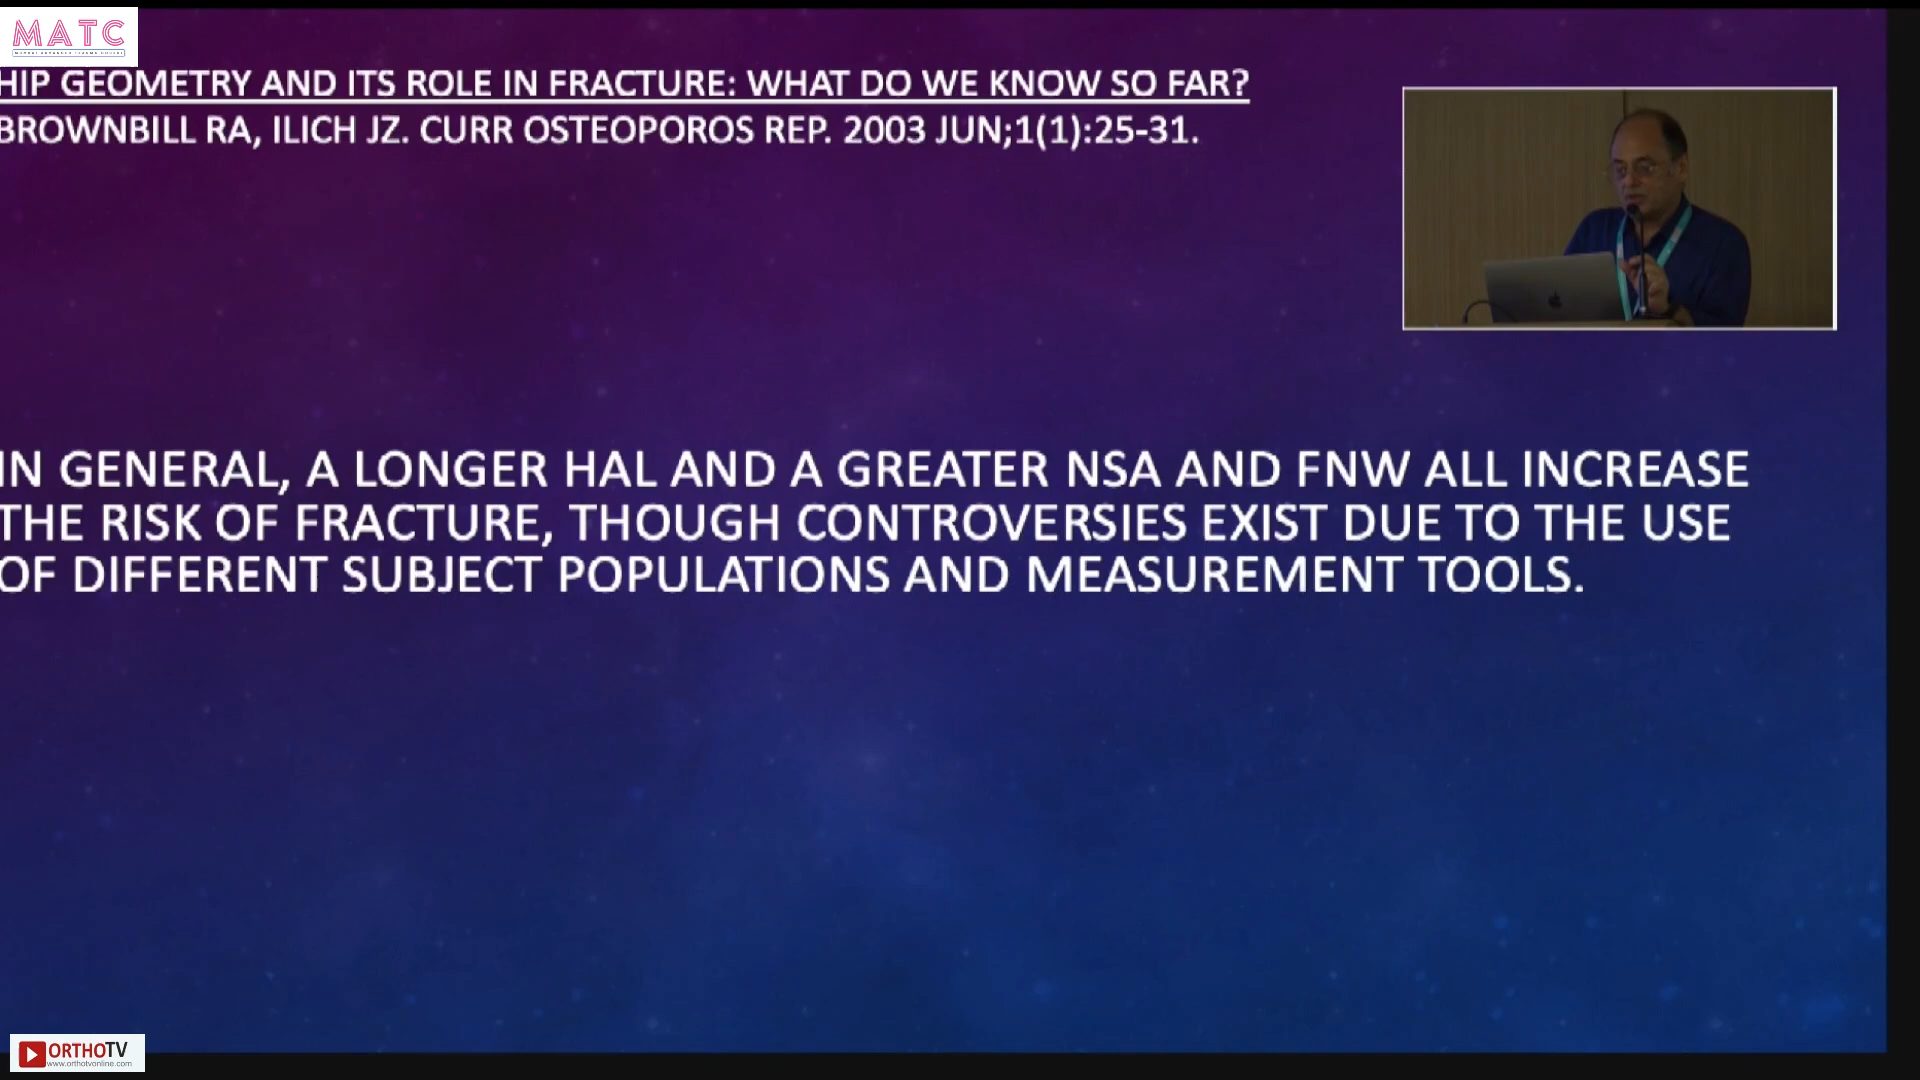 MATC
HIP GEOMETRY AND ITS ROLE IN FRACTURE: WHAT DO WE KNOW SO FAR?
BROWNBILL RA, ILICH JZ. CURR OSTEOPOROS REP. 2003 JUN;1(1):25-31.
IN GENERAL, A LONGER HAL AND A GREATER NSA AND FNW ALL INCREASE
THE RISK OF FRACTURE, THOUGH CONTROVERSIES EXIST DUE TO THE USE
OF DIFFERENT SUBJECT POPULATIONS AND MEASUREMENT TOOLS.
ORTHOTV
www.orthotvonline.com